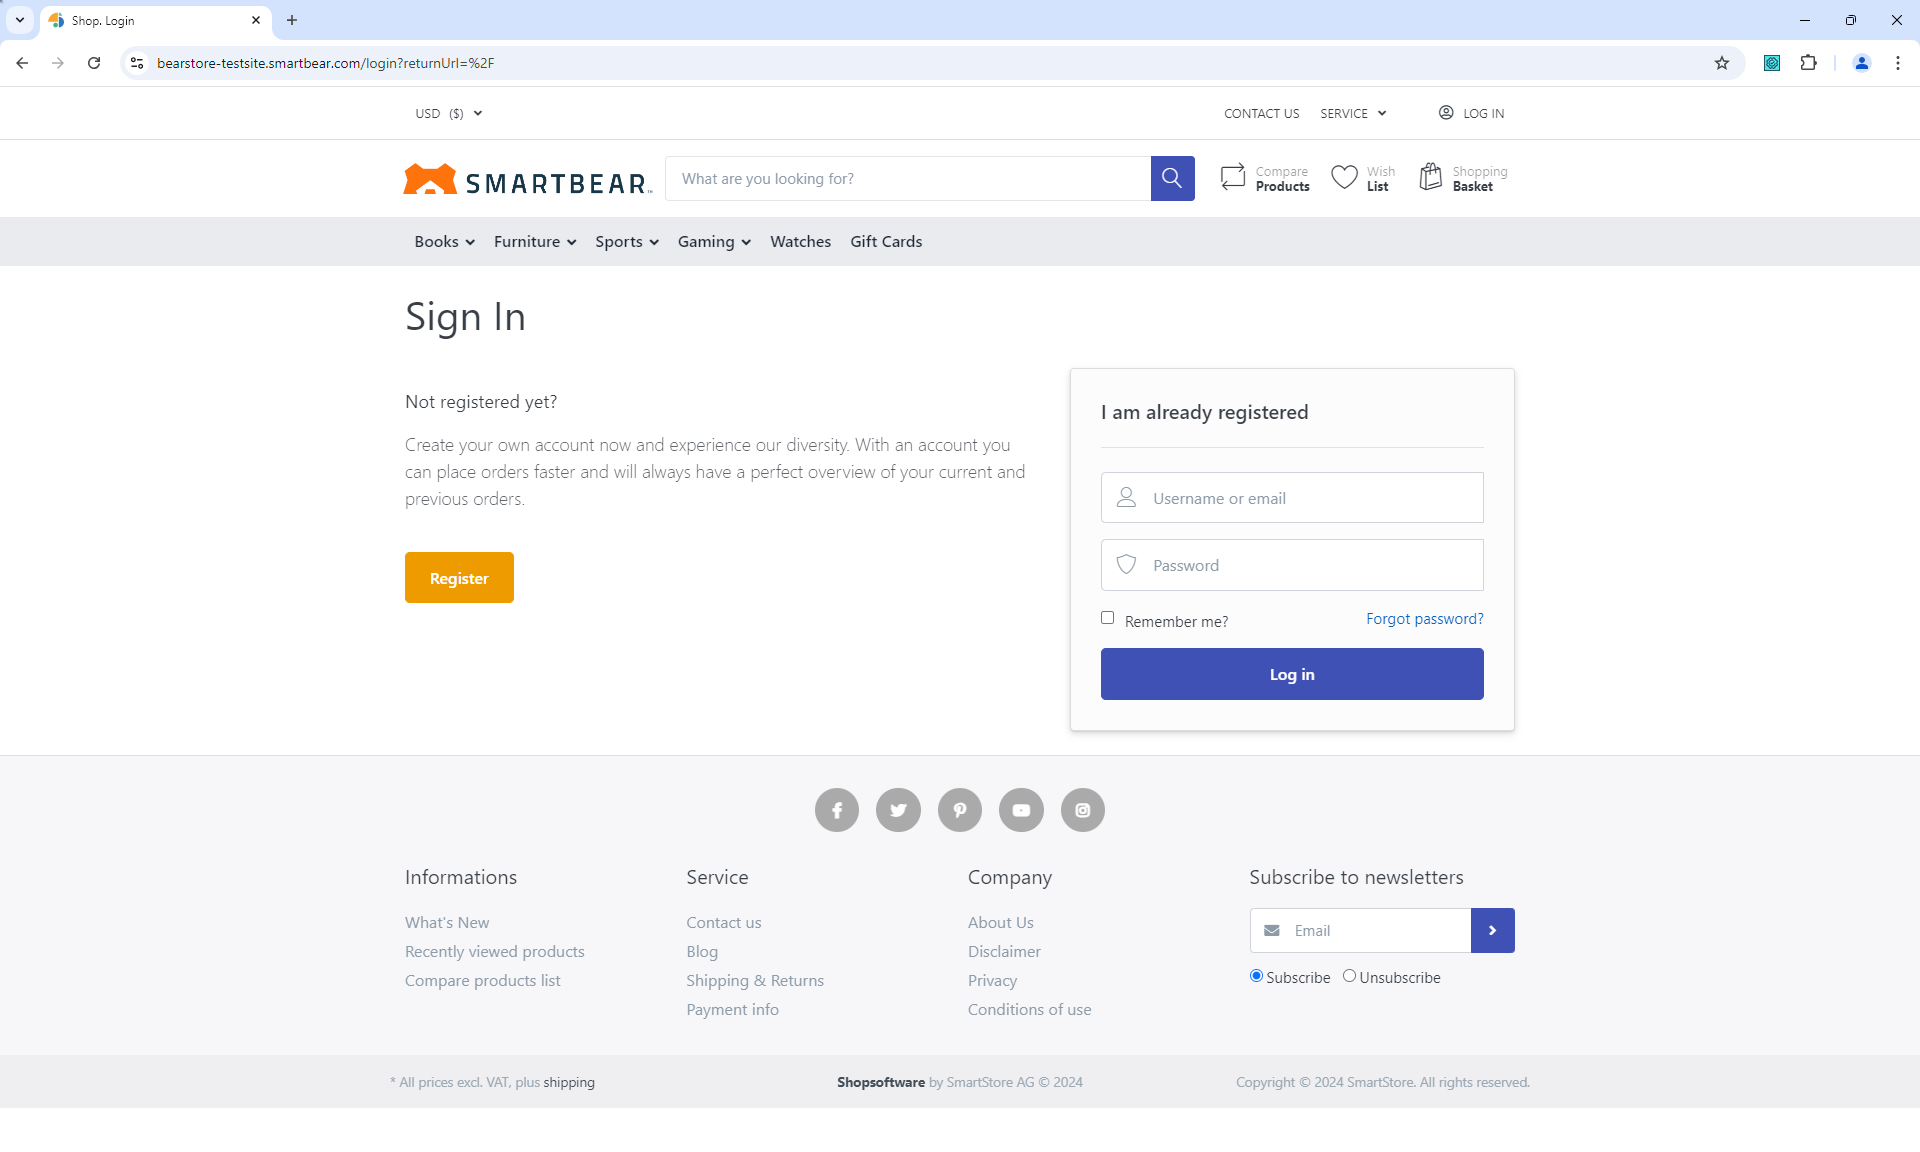 Shop. Login
bearstore-testsite.smartbear.com/login?returnUrl=%2F
USD ($)
CONTACT US
SERVICE
LOG IN
SMARTBEAR™
What are you looking for?
Compare
Products
Wish
List
Shopping
Basket
Books
Furniture
Sports
Gaming
Watches
Gift Cards
Sign In
Not registered yet?
Create your own account now and experience our diversity. With an account you
can place orders faster and will always have a perfect overview of your current and
previous orders.
Register
I am already registered
Username or email
Password
Remember me?
Forgot password?
Log in
Informations
What's New
Recently viewed products
Compare products list
Service
Contact us
Blog
Shipping & Returns
Payment info
Company
About Us
Disclaimer
Privacy
Conditions of use
Subscribe to newsletters
Email
Subscribe
Unsubscribe
* All prices excl. VAT, plus shipping
Shopsoftware by SmartStore AG © 2024
Copyright © 2024 SmartStore. All rights reserved.